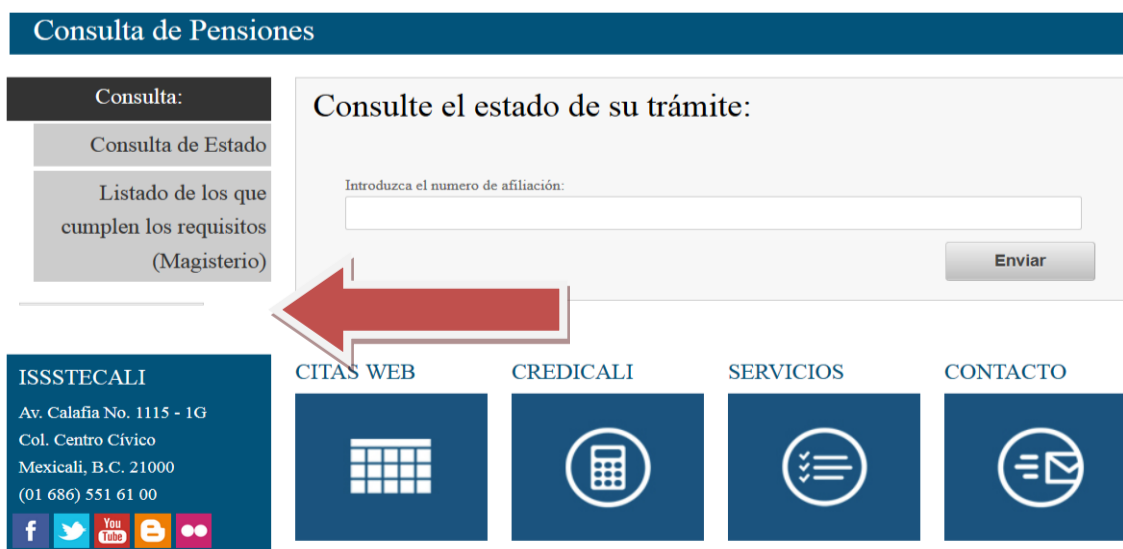 Consulta de Pensiones
Consulta:
Consulta de Estado
Listado de los que
cumplen los requisitos
(Magisterio)
Consulte el estado de su trámite:
Introduzca el numero de afiliación:
Enviar
ISSSTECALI
Av. Calafia No. 1115 - 1G
Col. Centro Cívico
Mexicali, B.C. 21000
(01 686) 551 61 00
f
You
Tube
CITAS WEB
CREDICALI
SERVICIOS
CONTACTO